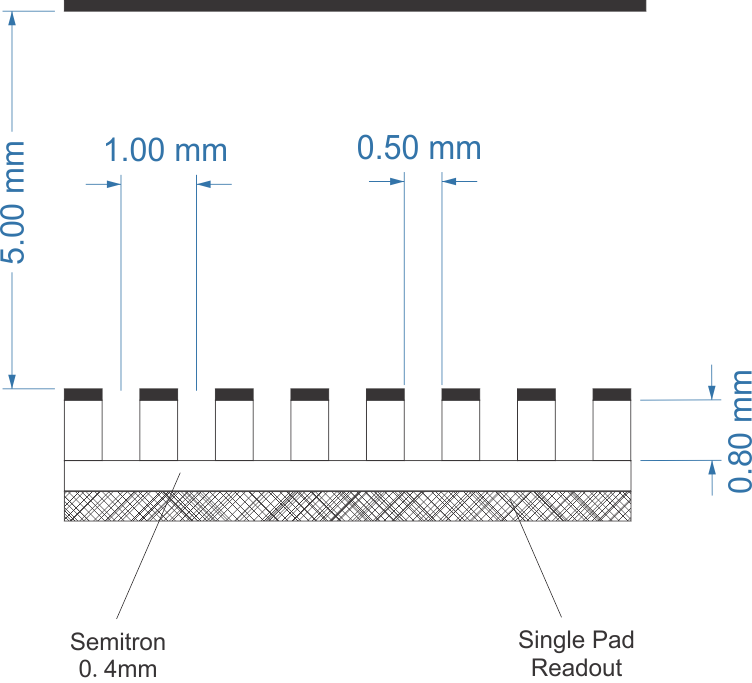 1.00 mm
0.50 mm
5.00 mm
0.80 mm
Semitron
0. 4mm
Single Pad
Readout